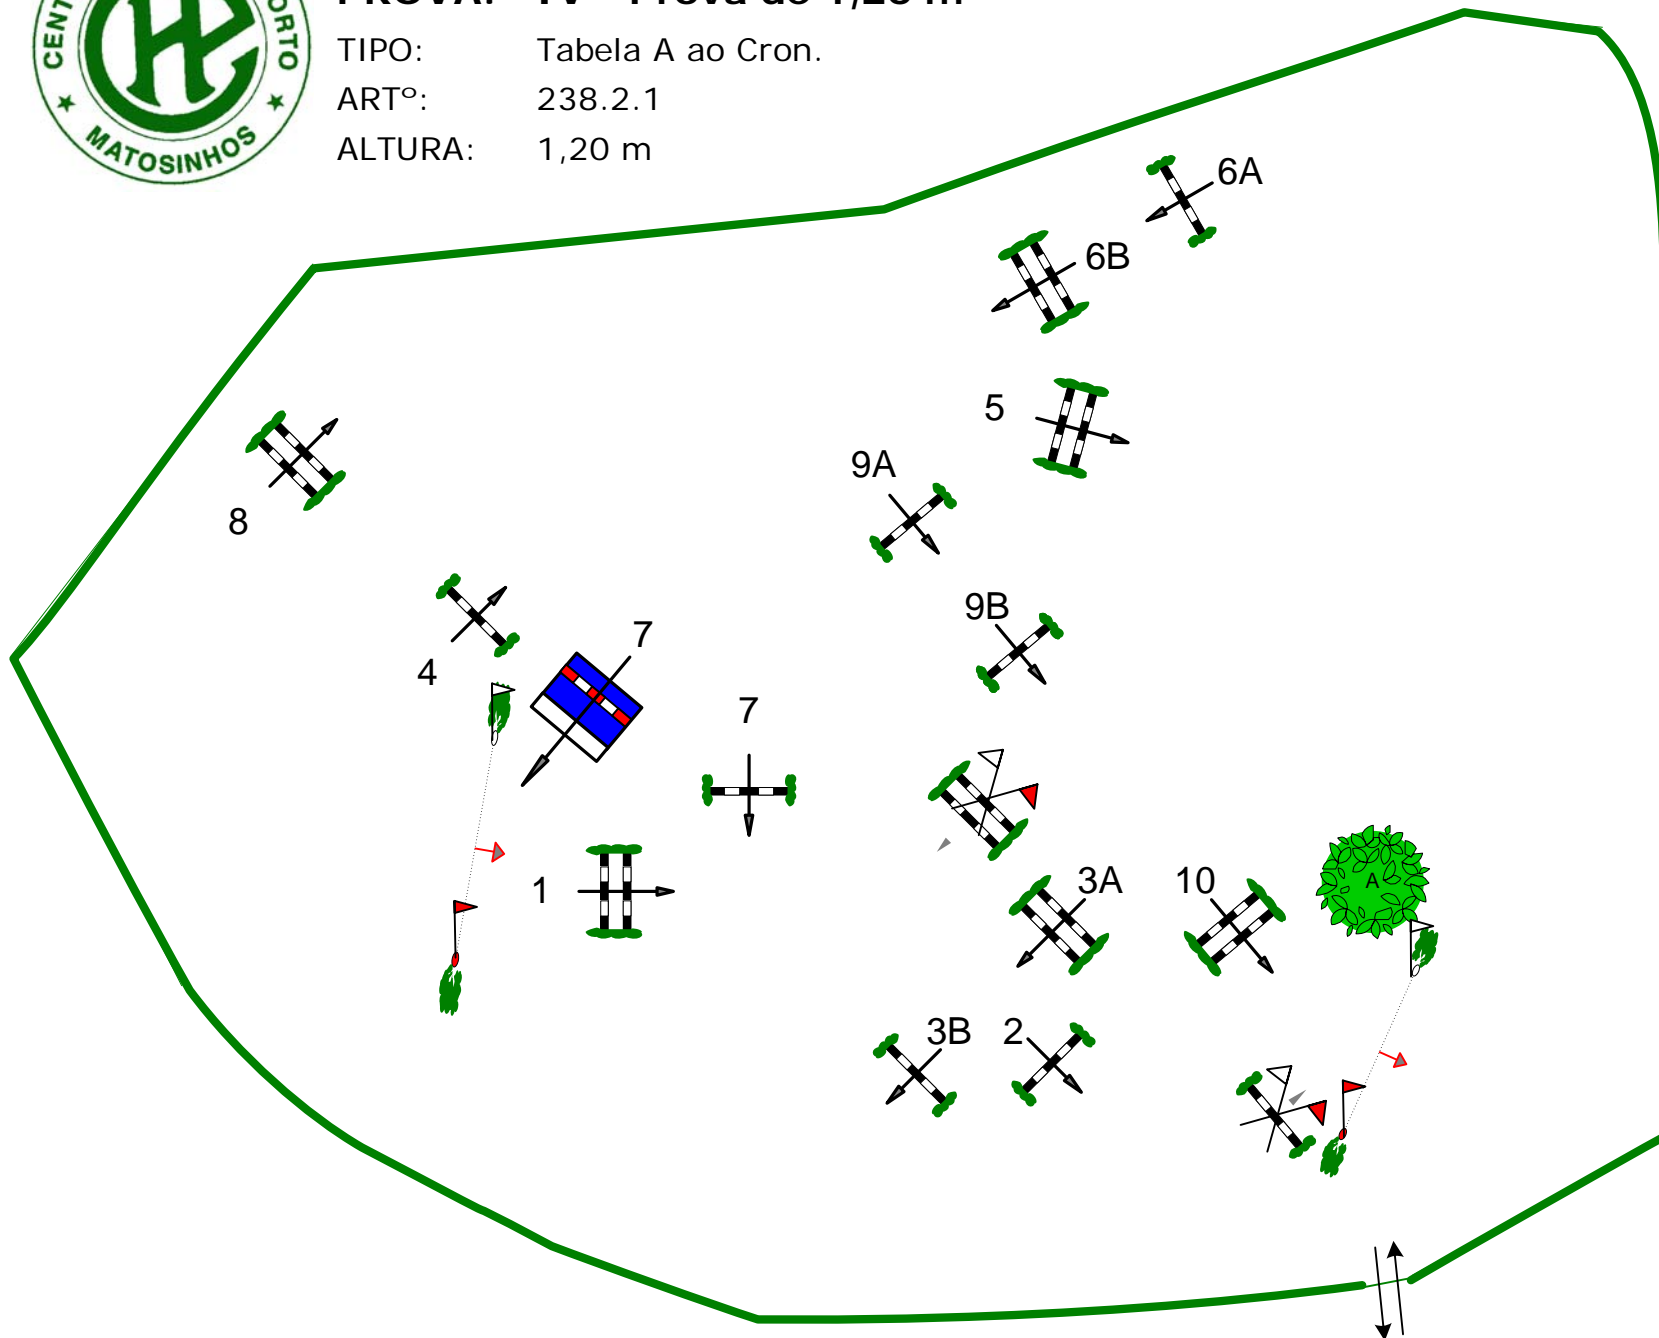 TIPO: Tabela A ao Cron.
ARTº: 238.2.1
ALTURA: 1,20 m
MATOSINHOS
6A
6B
5
9A
8
9B
7
4
7
3A
10
A
1
3B
2